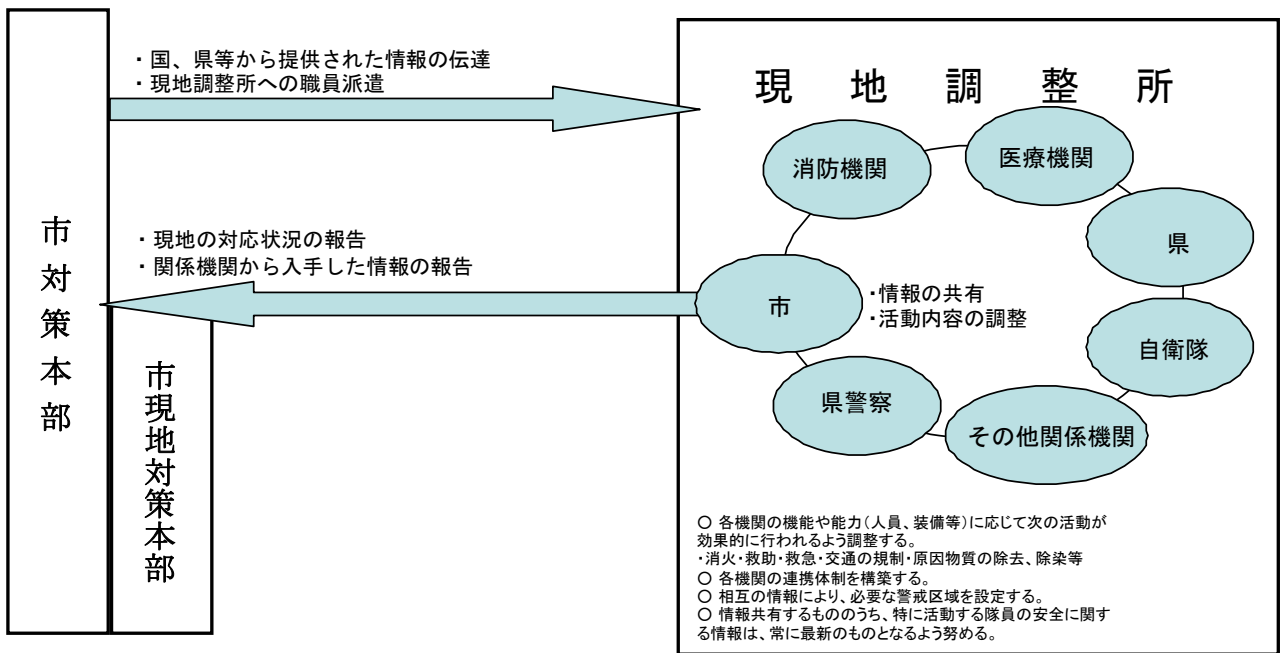 ・国、県等から提供された情報の伝達
・現地調整所への職員派遣
市対策本部
・現地の対応状況の報告
・関係機関から入手した情報の報告
市現地対策本部
現地調整所
消防機関
医療機関
県
市
・情報の共有
・活動内容の調整
自衛隊
県警察
その他関係機関
○ 各機関の機能や能力(人員、装備等)に応じて次の活動が
効果的に行われるよう調整する。
・消火・救助・救急・交通の規制・原因物質の除去、除染等
○ 各機関の連携体制を構築する。
○ 相互の情報により、必要な警戒区域を設定する。
○ 情報共有するもののうち、特に活動する隊員の安全に関す
る情報は、常に最新のものとなるよう努める。